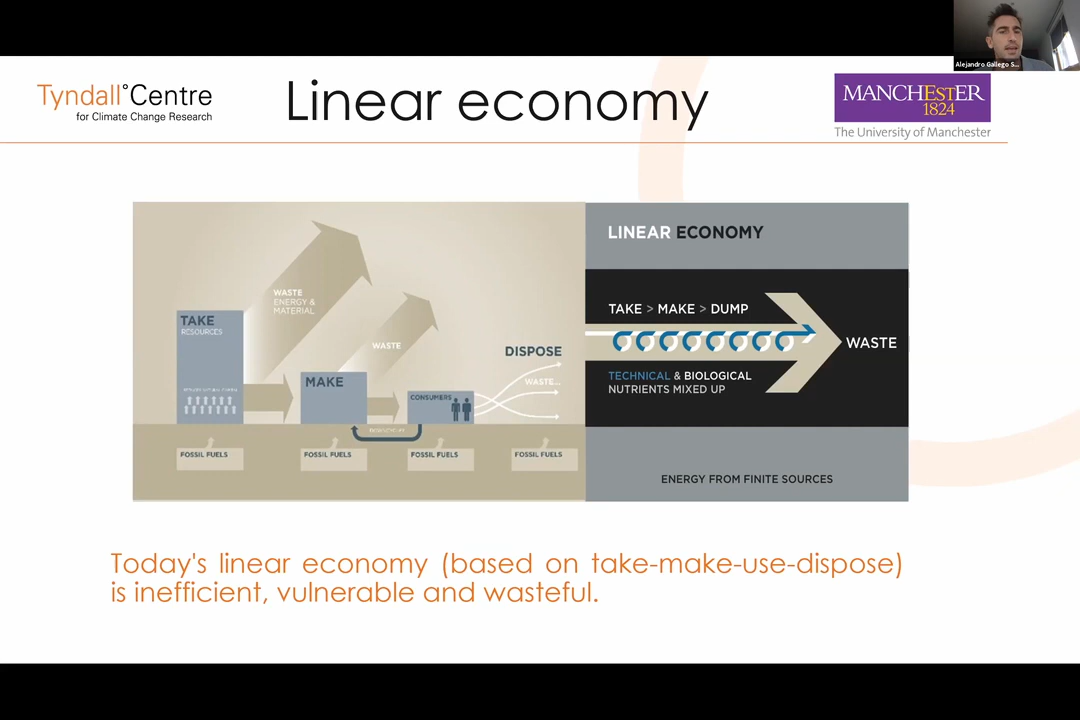 Alejandro Gallego S...
Tyndall°Centre
for Climate Change Research
Linear economy
MANCHESTER
1824
The University of Manchester
TAKE
RESOURCES
WASTE
ENERGY &
MATERIAL
MAKE
WASTE
CONSUMERS
DISPOSE
WASTE...
FOSSIL FUELS
FOSSIL FUELS
FOSSIL FUELS
FOSSIL FUELS
LINEAR ECONOMY
TAKE > MAKE > DUMP
WASTE
TECHNICAL & BIOLOGICAL
NUTRIENTS MIXED UP
ENERGY FROM FINITE SOURCES
Today's linear economy (based on take-make-use-dispose)
is inefficient, vulnerable and wasteful.